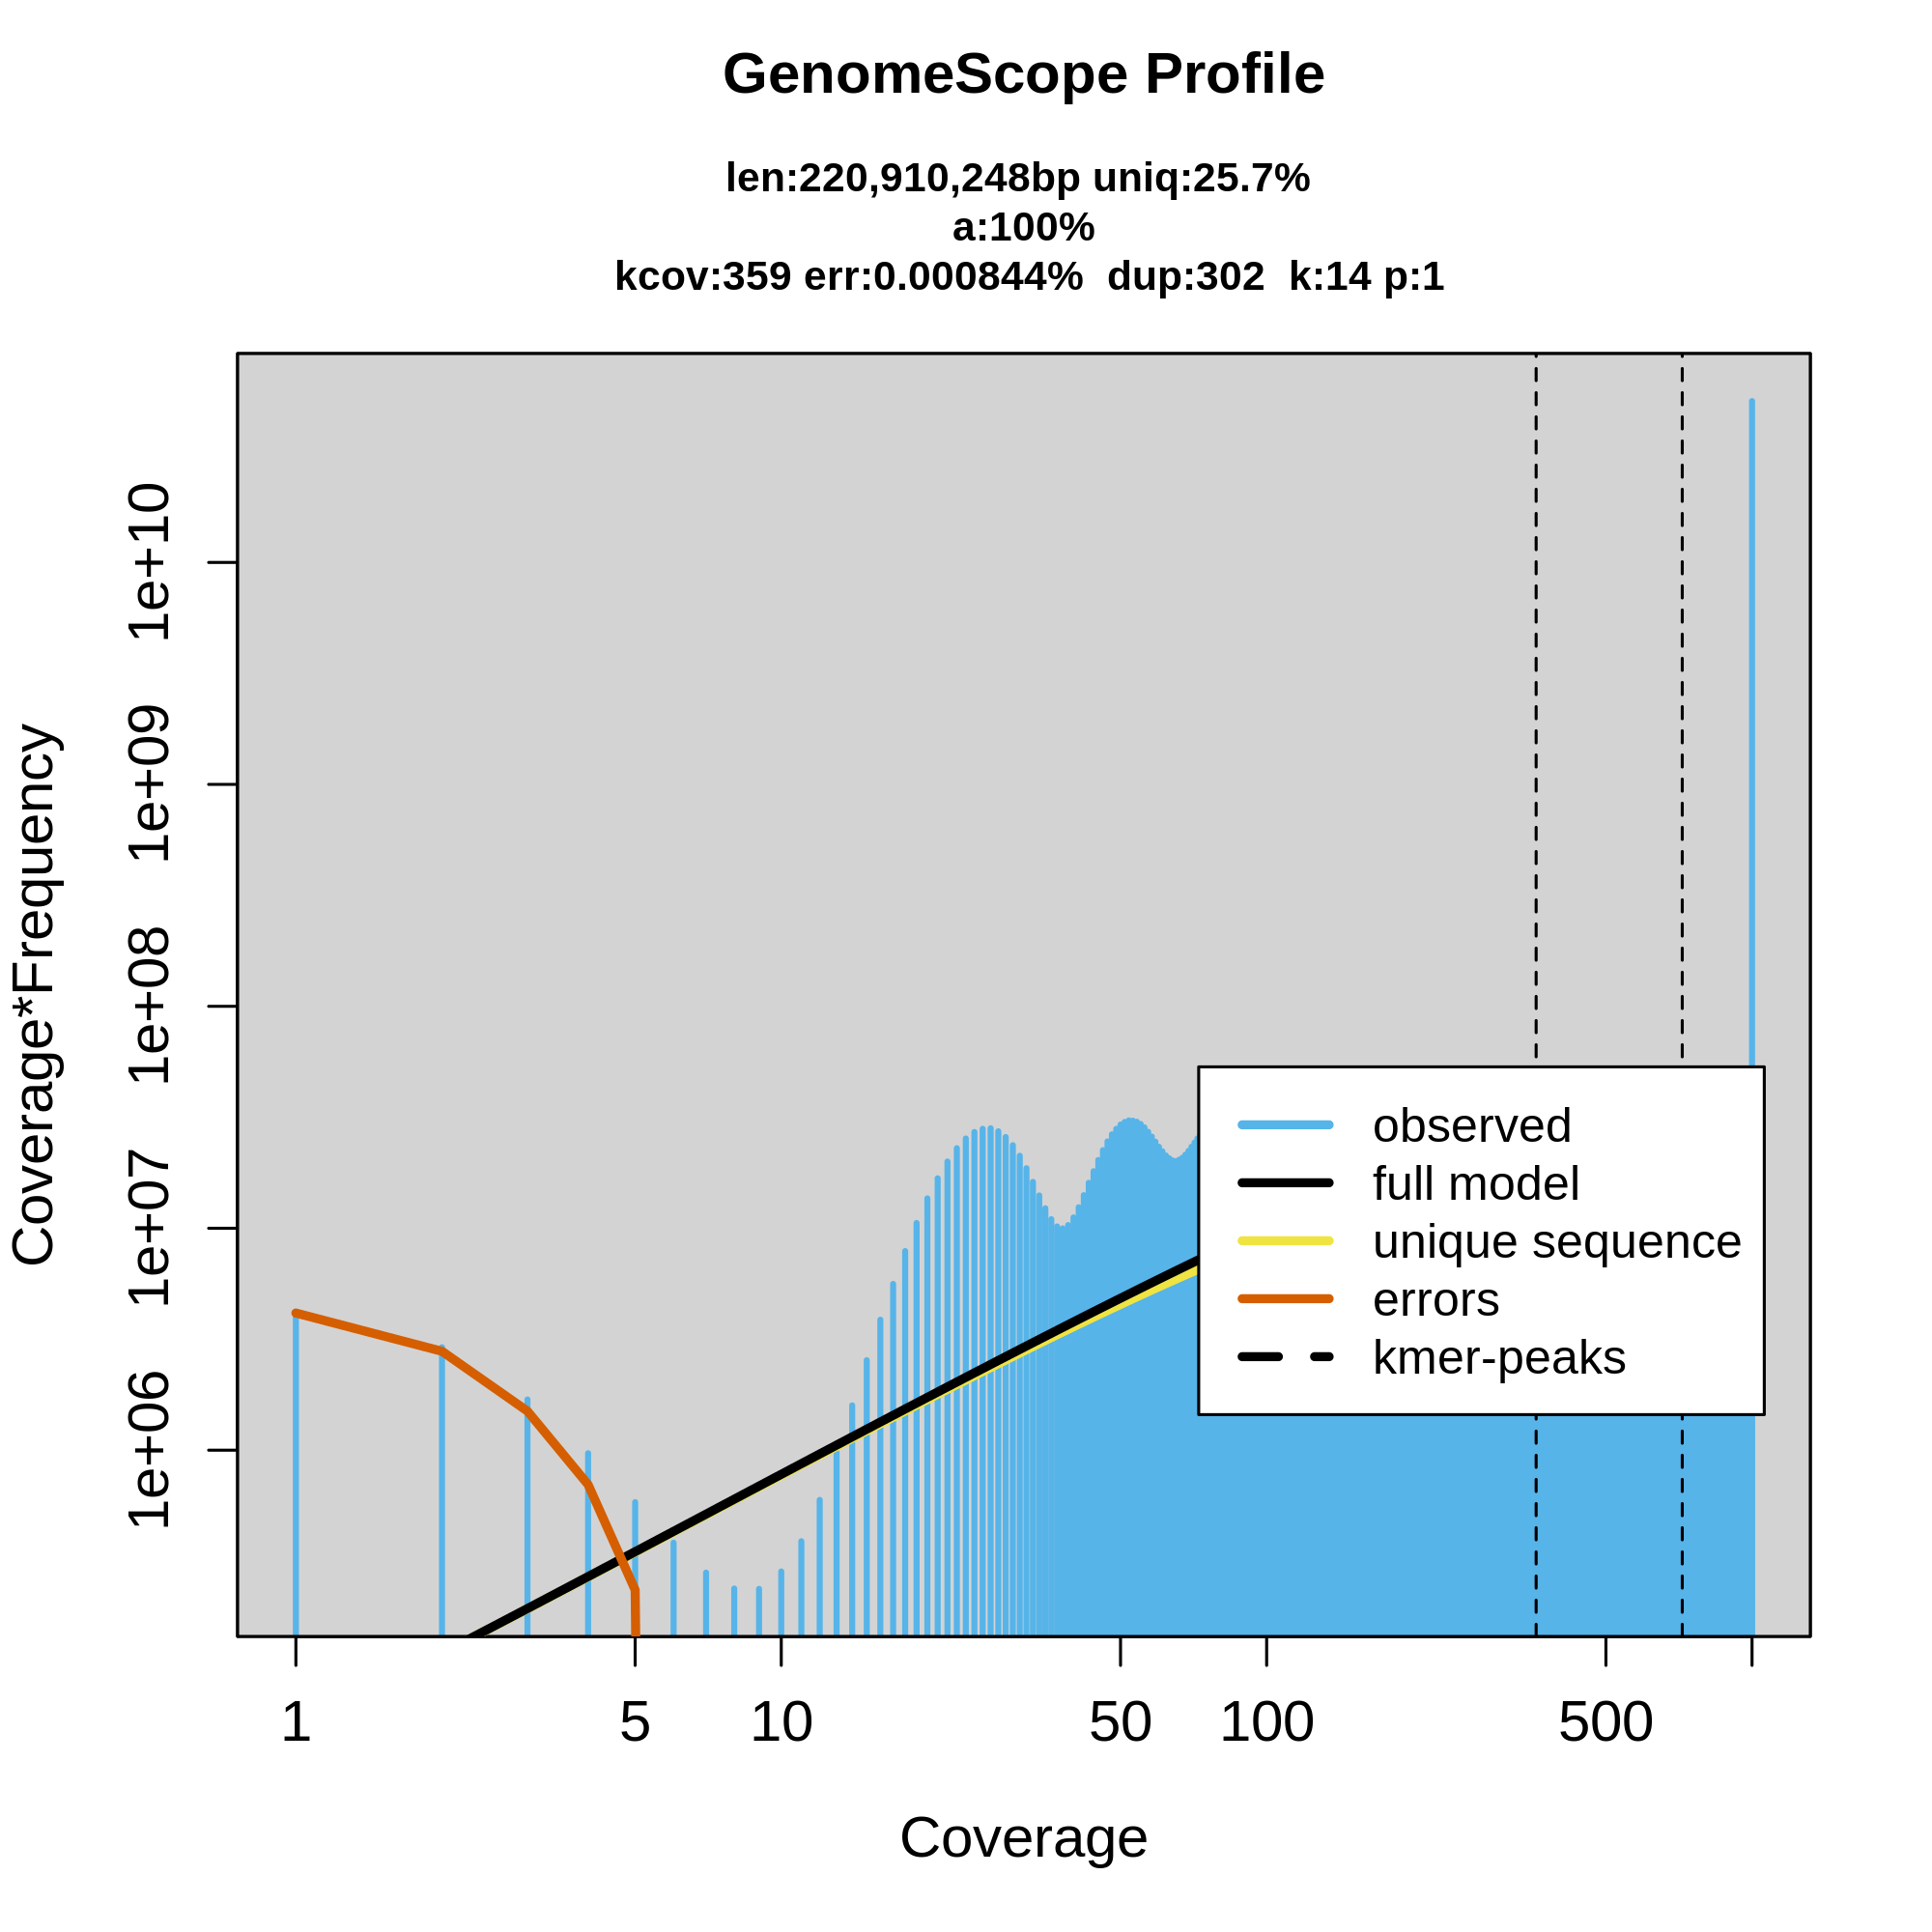 GenomeScope Profile
len:220,910,248bp uniq:25.7%
a:100%
kcov:359 err:0.000844% dup:302 k:14 p:1
Coverage*Frequency
1e+10
1e+09
1e+08
1e+07
1e+06
observed
full model
unique sequence
errors
kmer-peaks
1 5 10 50 100 500
Coverage